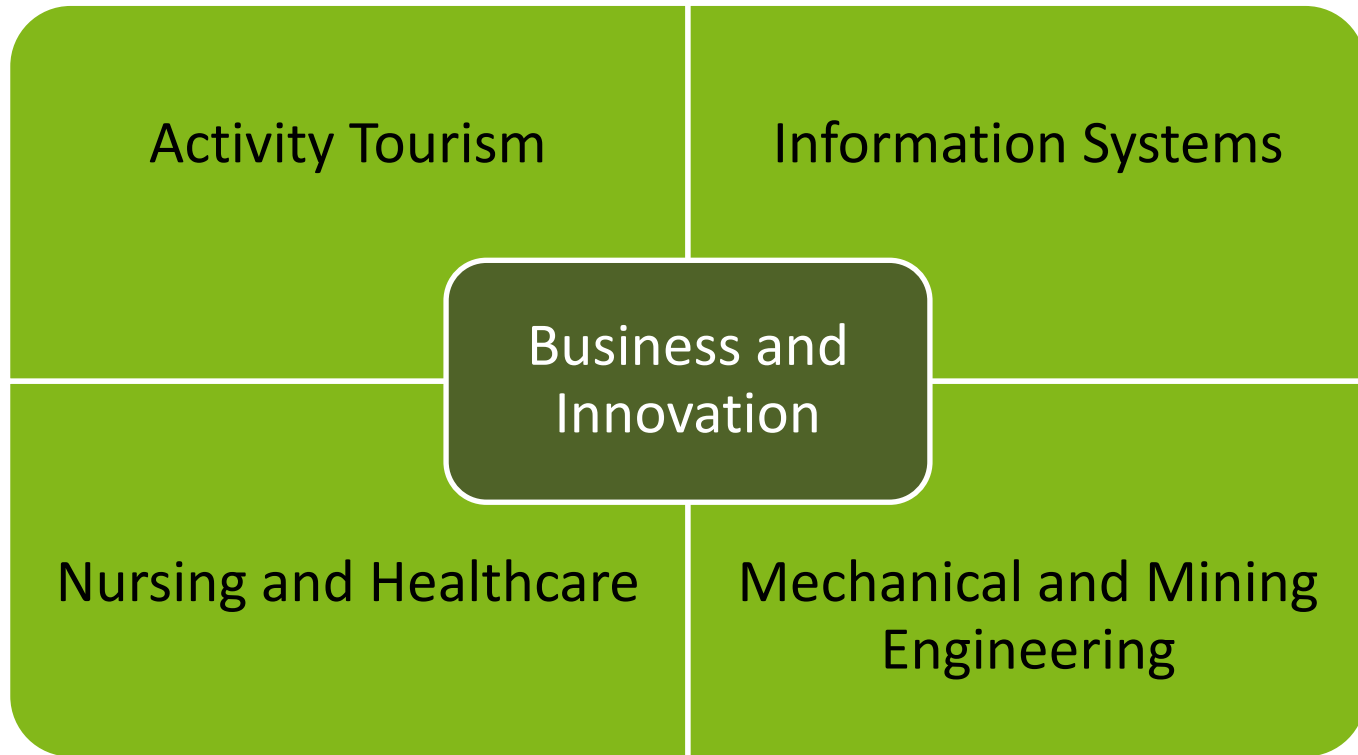 Activity Tourism
Information Systems
Business and
Innovation
Nursing and Healthcare
Mechanical and Mining
Engineering